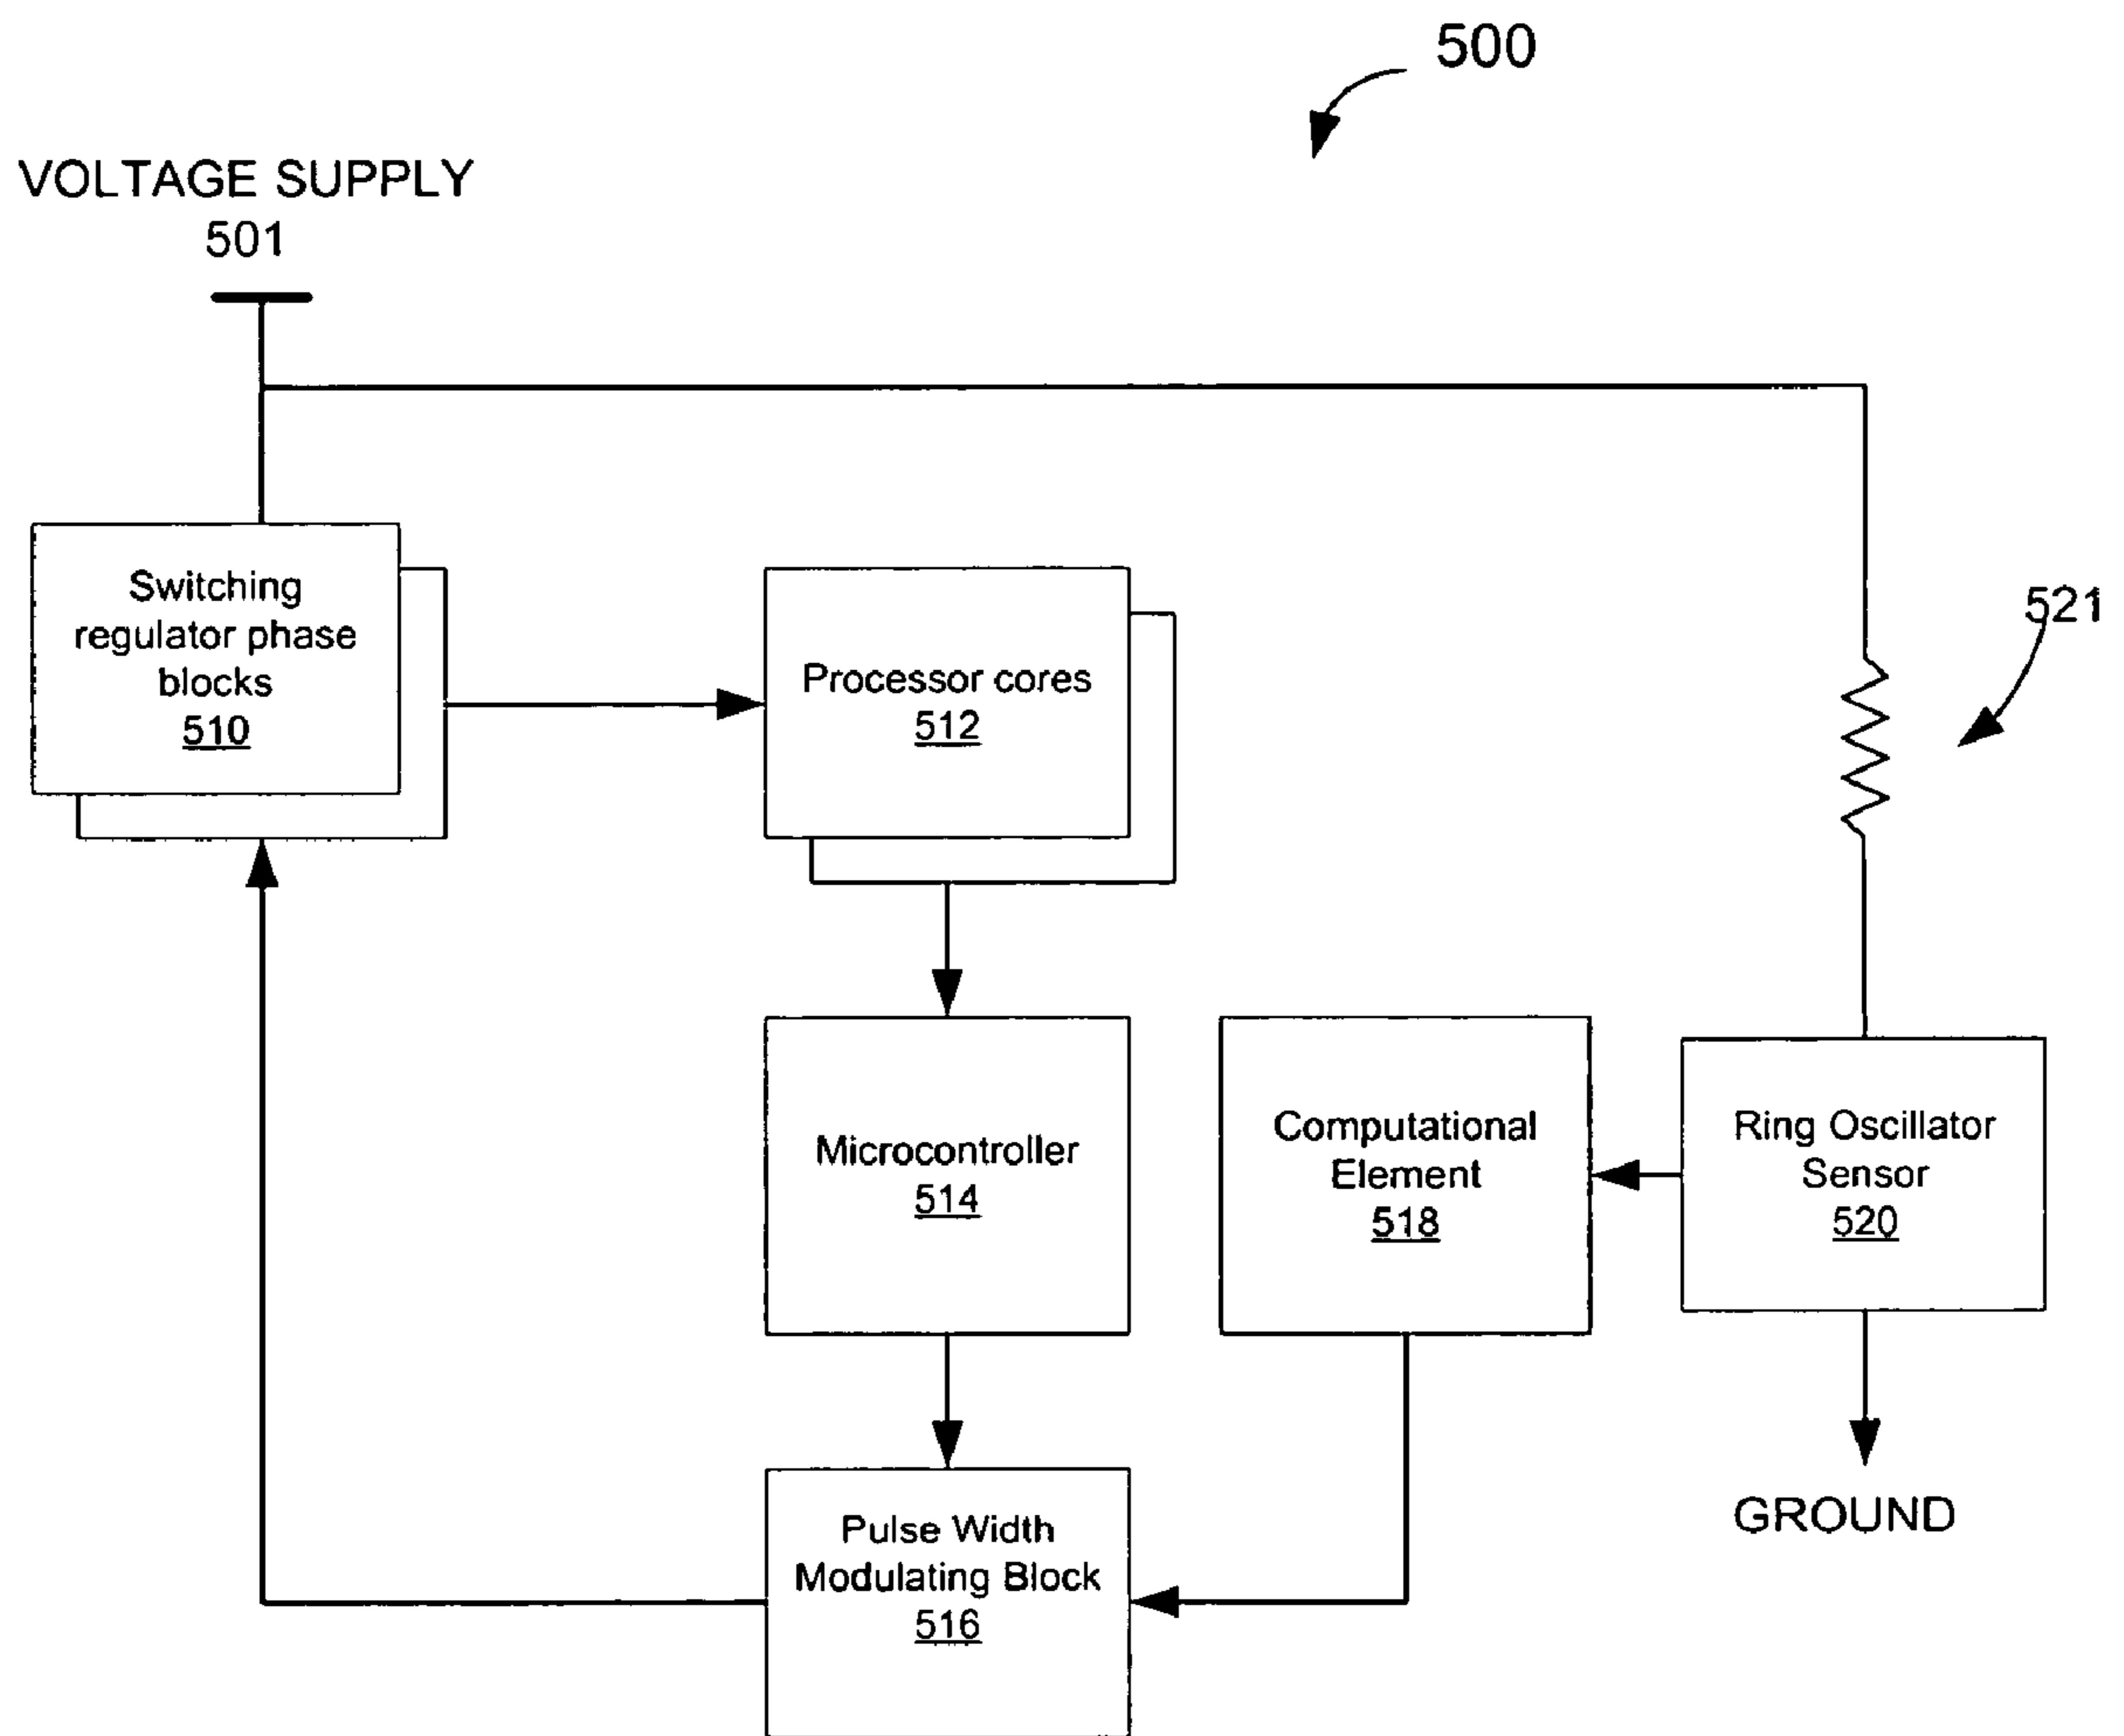 500
VOLTAGE SUPPLY
501
Switching
regulator phase
blocks
510
Processor cores
512
521
Microcontroller
514
Computational
Element
518
Ring Oscillator
Sensor
520
GROUND
Pulse Width
Modulating Block
516